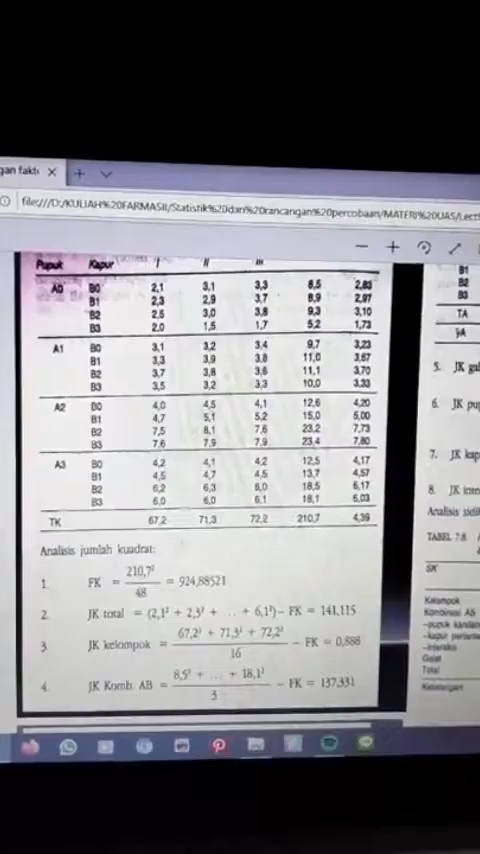 gan fakt
file:///D:/KULIAH%20FARMASI/Statistik%20dan%20rancangan%20percobaan/MATERI%20UAS/Lect
Pupuk Kapur I II III
A0 B0 2,1 3,1 3,3 8,5 2,83
B1 2,3 2,9 3,7 8,9 2,97
B2 2,5 3,0 3,8 9,3 3,10
B3 2,0 1,5 1,7 5,2 1,73
A1 B0 3,1 3,2 3,4 9,7 3,23
B1 3,3 3,9 3,8 11,0 3,67
B2 3,7 3,8 3,6 11,1 3,70
B3 3,5 3,2 3,3 10,0 3,33
A2 B0 4,0 4,5 4,1 12,6 4,20
B1 4,7 5,1 5,2 15,0 5,00
B2 7,5 8,1 7,6 23,2 7,73
B3 7,6 7,9 7,9 23,4 7,80
A3 B0 4,2 4,1 4,2 12,5 4,17
B1 4,5 4,7 4,5 13,7 4,57
B2 6,2 6,3 6,0 18,5 6,17
B3 6,0 6,0 6,1 18,1 6,03
TK 67,2 71,3 72,2 210,7 4,39
Analisis jumlah kuadrat:
1. FK = 210,7² / 48 = 924,88521
2. JK total = (2,1² + 2,3² + ... + 6,1²) – FK = 141,115
3. JK kelompok = 67,2² + 71,3² + 72,2² / 16 – FK = 0,888
4. JK Komb. AB = 8,5² + ... + 18,1² / 3 – FK = 137,331
B1
B2
B3
TA
5. JK gal
6. JK pup
7. JK kap
8. JK inte
Analisis sidi
TABEL 7.8.
SK
Kelompok
Kombinasi AB
–pupuk kandang
–kapur pertania
–interaksi
Galat
Total
Keterangan